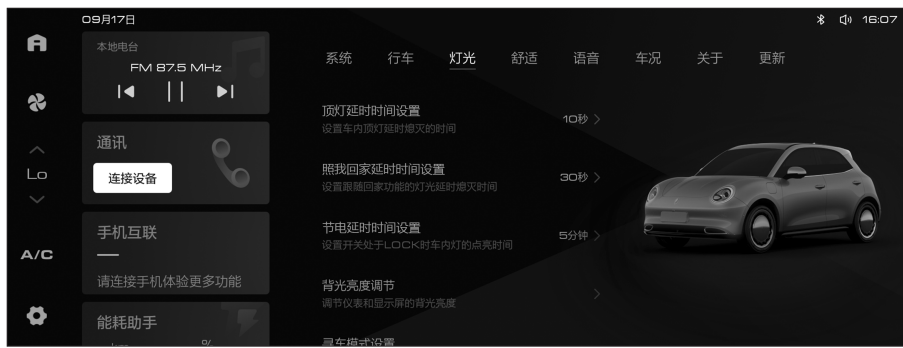 09月17日
16:07
本地电台
FM 87.5 MHz
通讯
连接设备
手机互联
请连接手机体验更多功能
能耗助手
%
Lo
A/C
系统 行车 灯光 舒适 语音 车况 关于 更新
顶灯延时时间设置
设置车内顶灯延时熄灭的时间
10秒
照我回家延时时间设置
设置跟随回家功能的灯光延时熄灭时间
30秒
节电延时时间设置
设置开关处于LOCK时车内灯的点亮时间
5分钟
背光亮度调节
调节仪表和显示屏的背光亮度
寻车模式设置